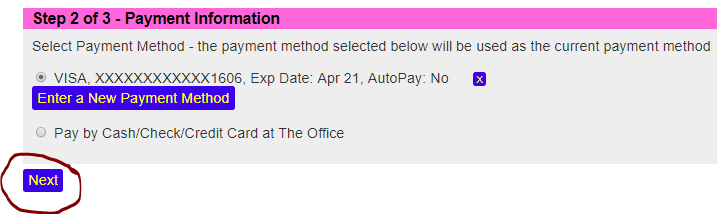 Step 2 of 3 - Payment Information
Select Payment Method - the payment method selected below will be used as the current payment method
VISA, XXXXXXXXXXXX1606, Exp Date: Apr 21, AutoPay: No x
Enter a New Payment Method
Pay by Cash/Check/Credit Card at The Office
Next